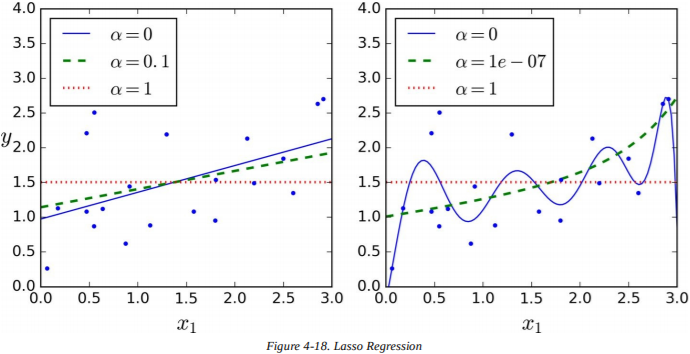 4.0
3.5
3.0
2.5
2.0
1.5
1.0
0.5
0.0
y
α = 0
α = 0.1
α = 1
0.0 0.5 1.0 1.5 2.0 2.5 3.0
x₁
4.0
3.5
3.0
2.5
2.0
1.5
1.0
0.5
0.0
α = 0
α = 1e − 07
α = 1
0.0 0.5 1.0 1.5 2.0 2.5 3.0
x₁
Figure 4-18. Lasso Regression